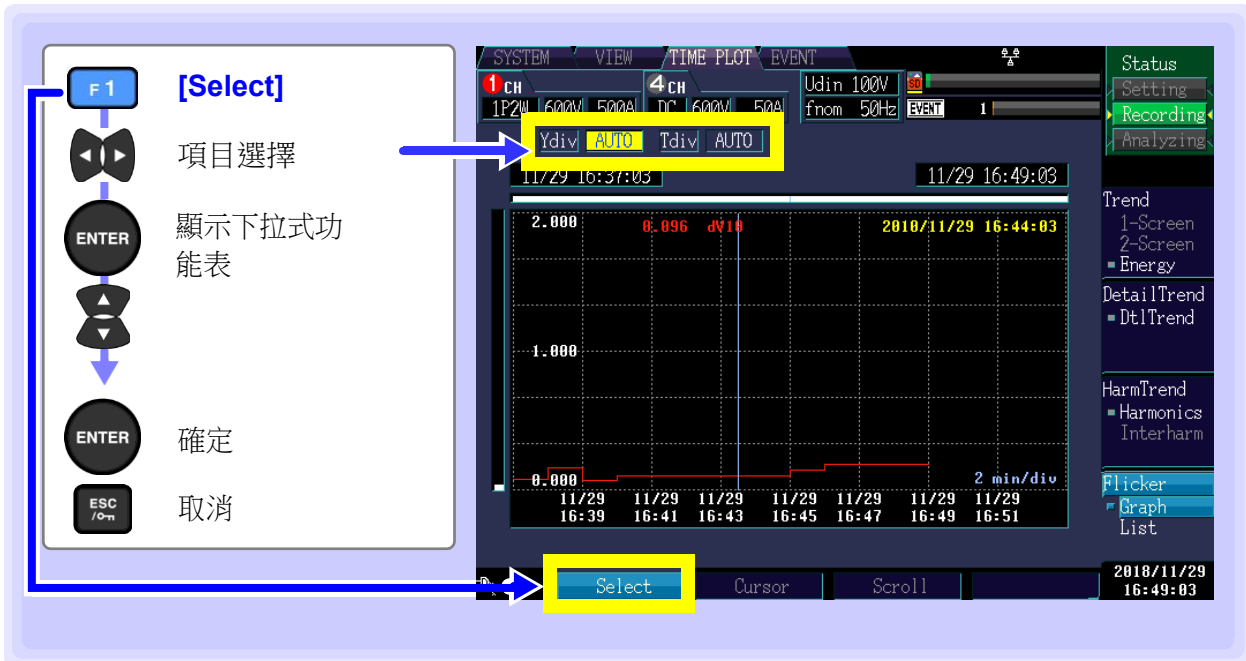 F 1
[Select]
項目選擇
ENTER
顯示下拉式功
能表
ENTER
確定
ESC
取消
SYSTEM VIEW TIME PLOT EVENT
1 CH 4 CH
1P2W 600V 500A DC 600V 50A
Udin 100V
fnom 50Hz
SD
EVENT 1
Ydiv AUTO Tdiv AUTO
11/29 16:37:03 11/29 16:49:03
2.000 0.096 dV10 2018/11/29 16:44:03
1.000
0.000 2 min/div
11/29 11/29 11/29 11/29 11/29 11/29 11/29
16:39 16:41 16:43 16:45 16:47 16:49 16:51
Select Cursor Scroll
Status
Setting
Recording
Analyzing
Trend
1-Screen
2-Screen
Energy
DetailTrend
DtlTrend
HarmTrend
Harmonics
Interharm
Flicker
Graph
List
2018/11/29
16:49:03